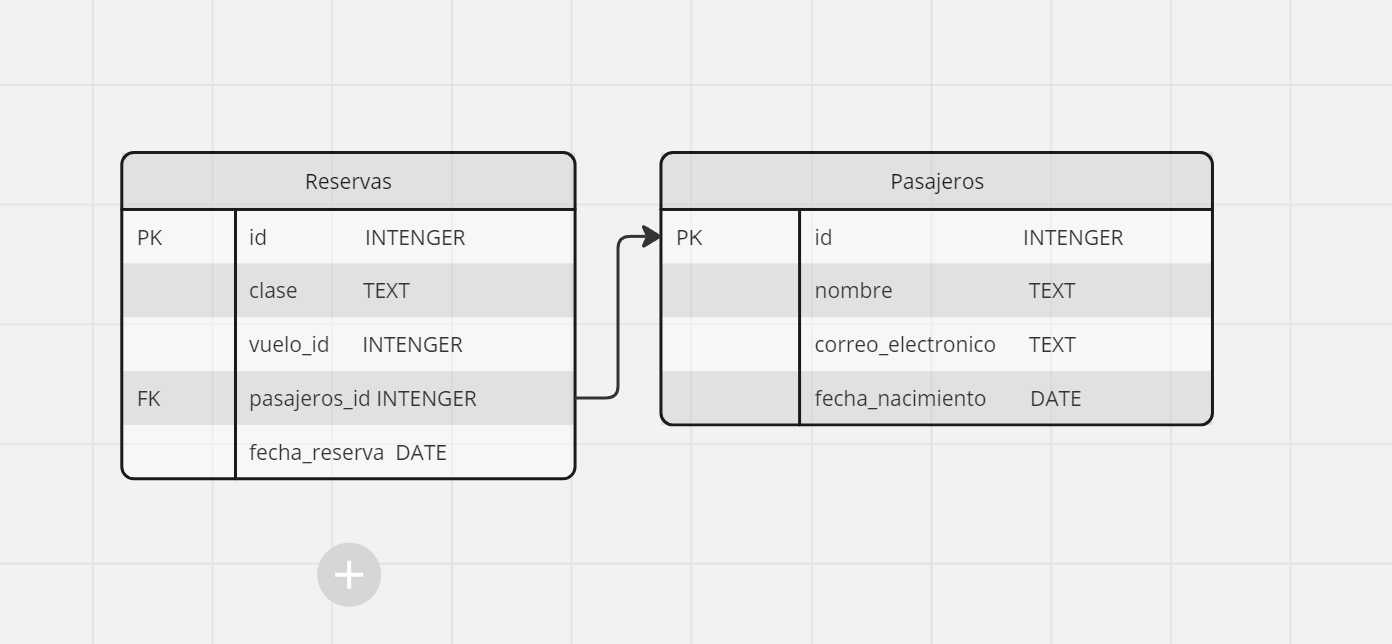 Reservas
PK id INTENGER
clase TEXT
vuelo_id INTENGER
FK pasajeros_id INTENGER
fecha_reserva DATE
Pasajeros
PK id INTENGER
nombre TEXT
correo_electronico TEXT
fecha_nacimiento DATE